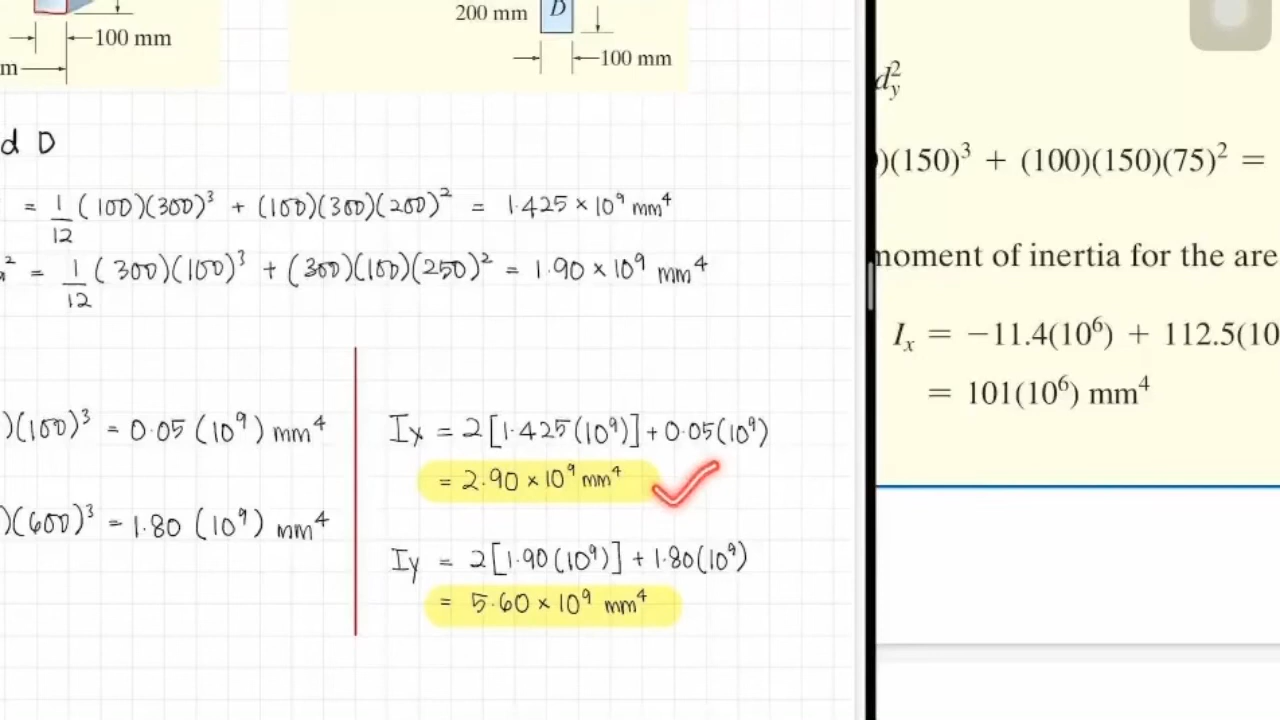 100 mm
m
200 mm
D
100 mm
d D
= 1/12 (100)(300)³ + (100)(300)(200)² = 1.425 × 10⁹ mm⁴
² = 1/12 (300)(100)³ + (300)(100)(250)² = 1.90 × 10⁹ mm⁴
)(100)³ = 0.05 (10⁹) mm⁴
)(600)³ = 1.80 (10⁹) mm⁴
Ix = 2[1.425(10⁹)] + 0.05(10⁹)
= 2.90 × 10⁹ mm⁴
Iy = 2[1.90(10⁹)] + 1.80(10⁹)
= 5.60 × 10⁹ mm⁴
d_y²
)(150)³ + (100)(150)(75)² =
moment of inertia for the are
I_x = −11.4(10⁶) + 112.5(10
= 101(10⁶) mm⁴